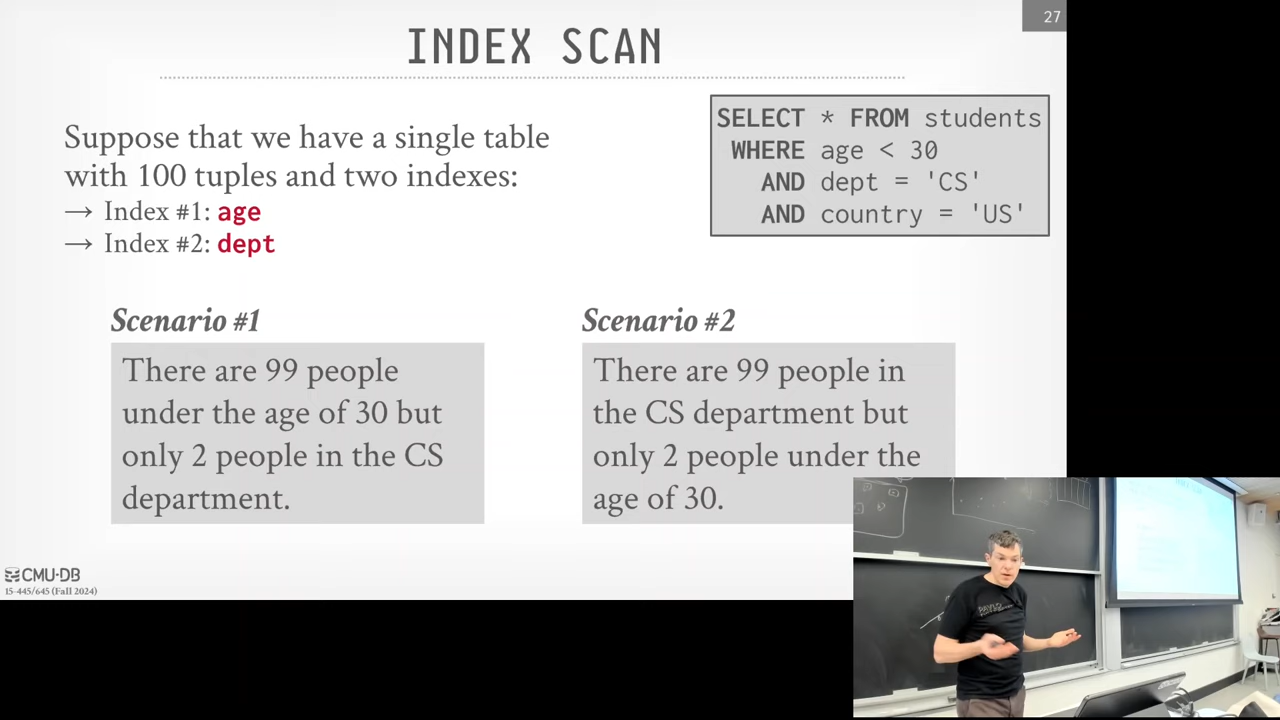 27
INDEX SCAN
Suppose that we have a single table
with 100 tuples and two indexes:
→ Index #1: age
→ Index #2: dept
SELECT * FROM students
WHERE age < 30
AND dept = 'CS'
AND country = 'US'
Scenario #1
There are 99 people
under the age of 30 but
only 2 people in the CS
department.
Scenario #2
There are 99 people in
the CS department but
only 2 people under the
age of 30.
CMU·DB
15-445/645 (Fall 2024)